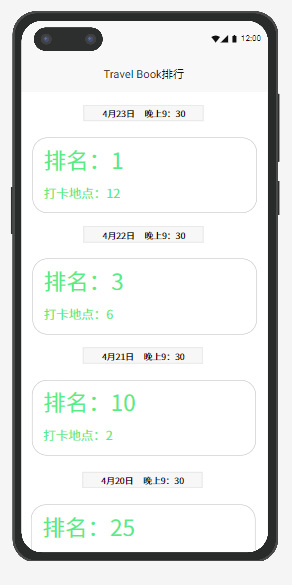 12:00
Travel Book排行
4月23日 晚上9：30
排名：1
打卡地点：12
4月22日 晚上9：30
排名：3
打卡地点：6
4月21日 晚上9：30
排名：10
打卡地点：2
4月20日 晚上9：30
排名：25